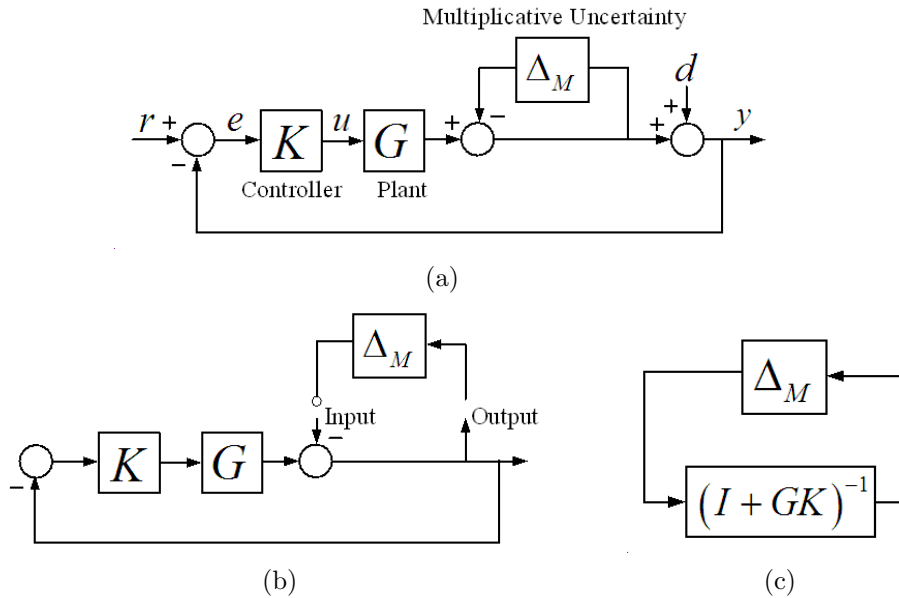 Multiplicative Uncertainty
Δ_M
d
+
r + e K u G + − + y
−
Controller Plant
(a)
Δ_M
Input Output
−
K G
−
(b)
Δ_M
(I + GK)^{-1}
(c)